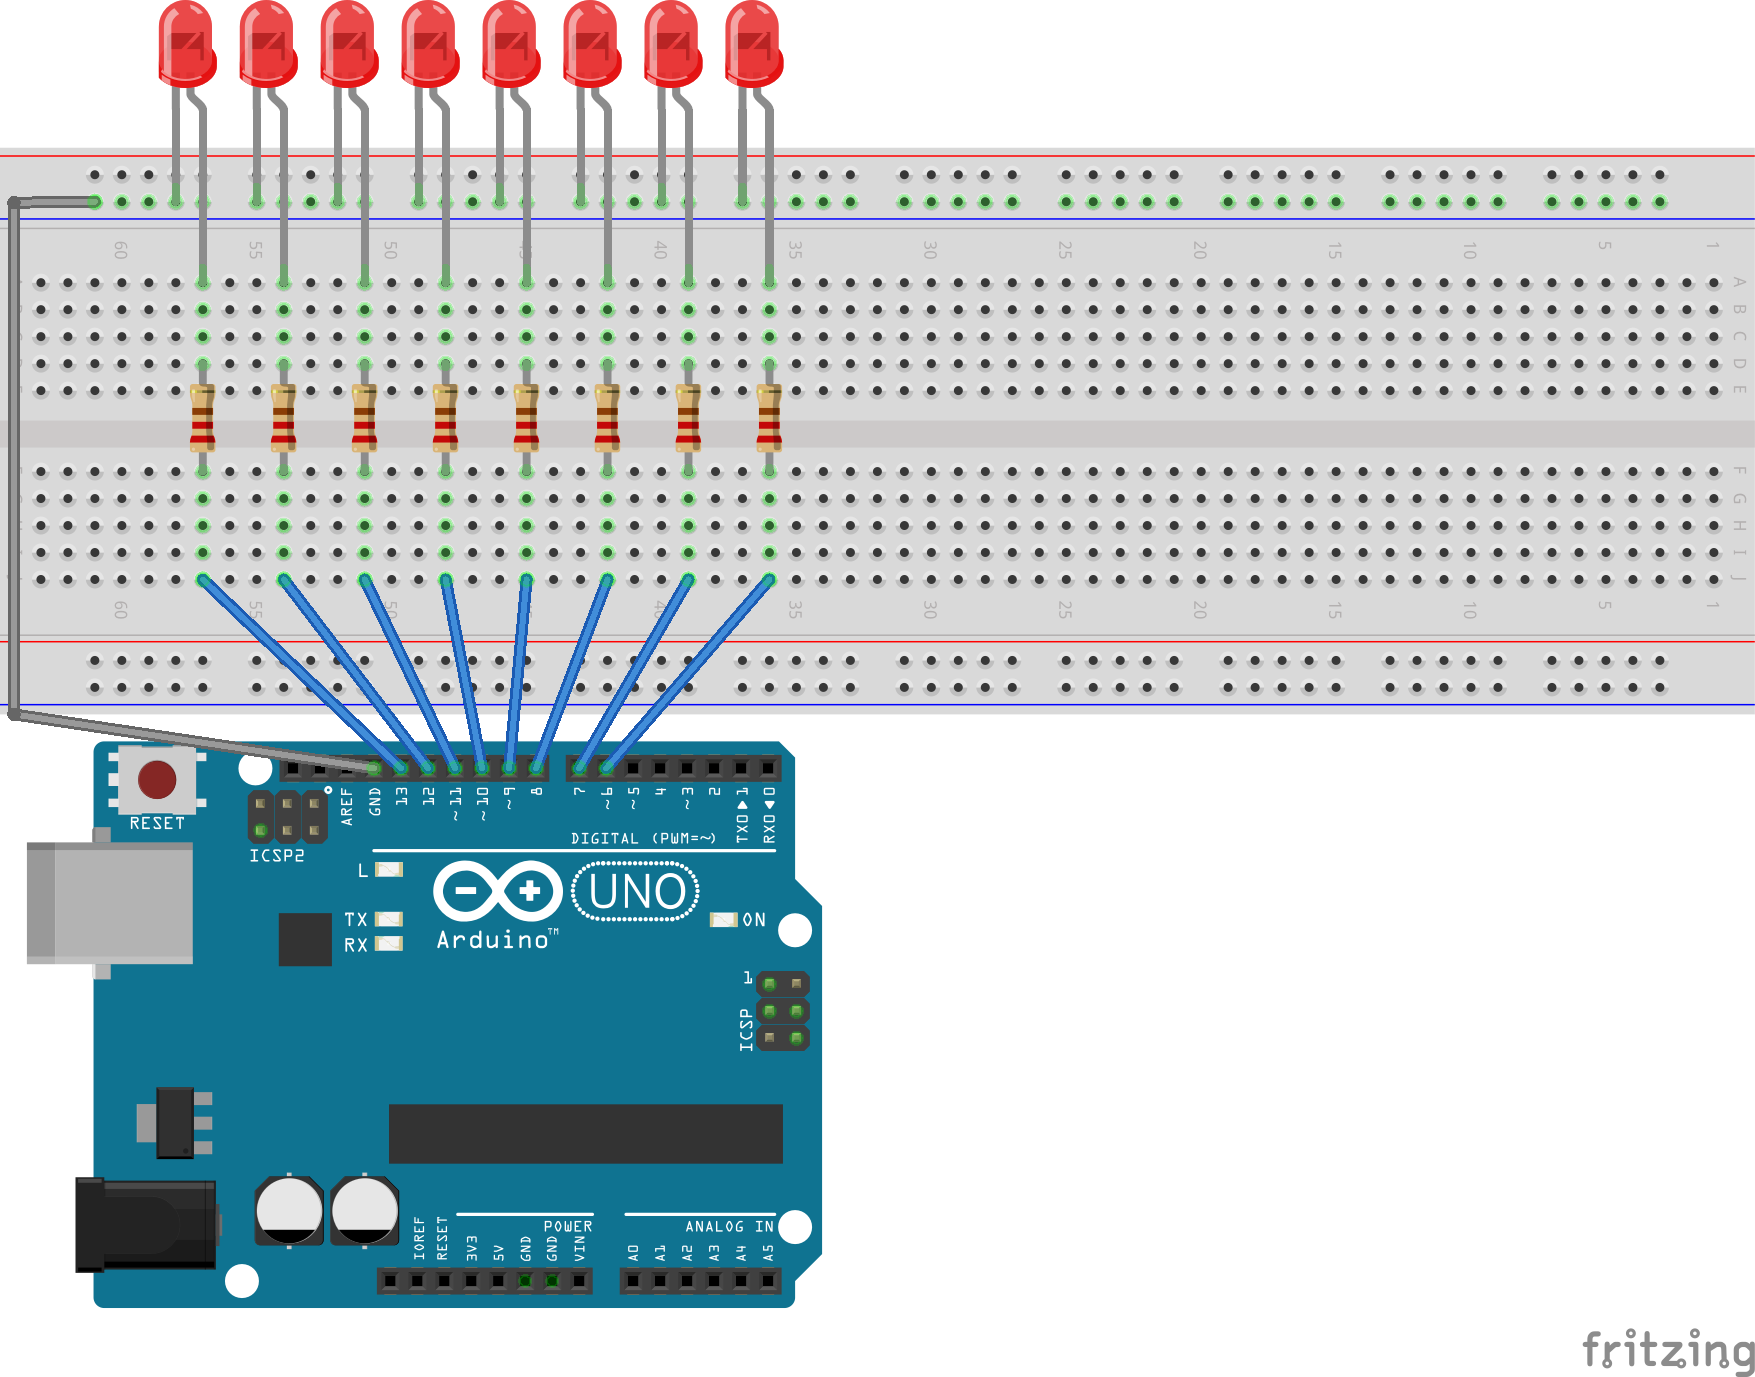 60 55 50 45 40 35 30 25 20 15 10 5 1
A
B
C
D
E
F
G
H
I
J
60 55 50 40 35 30 25 20 15 10 5 1
RESET
ICSP2
AREF GND 13 12 ~11 ~10 ~9 8 7 ~6 ~5 4 ~3 2 TX0▶1 RX0◀0
DIGITAL (PWM=~)
L
TX
RX
UNO
Arduino™
ON
1
ICSP
POWER
ANALOG IN
IOREF RESET 3V3 5V GND GND VIN A0 A1 A2 A3 A4 A5
fritzing